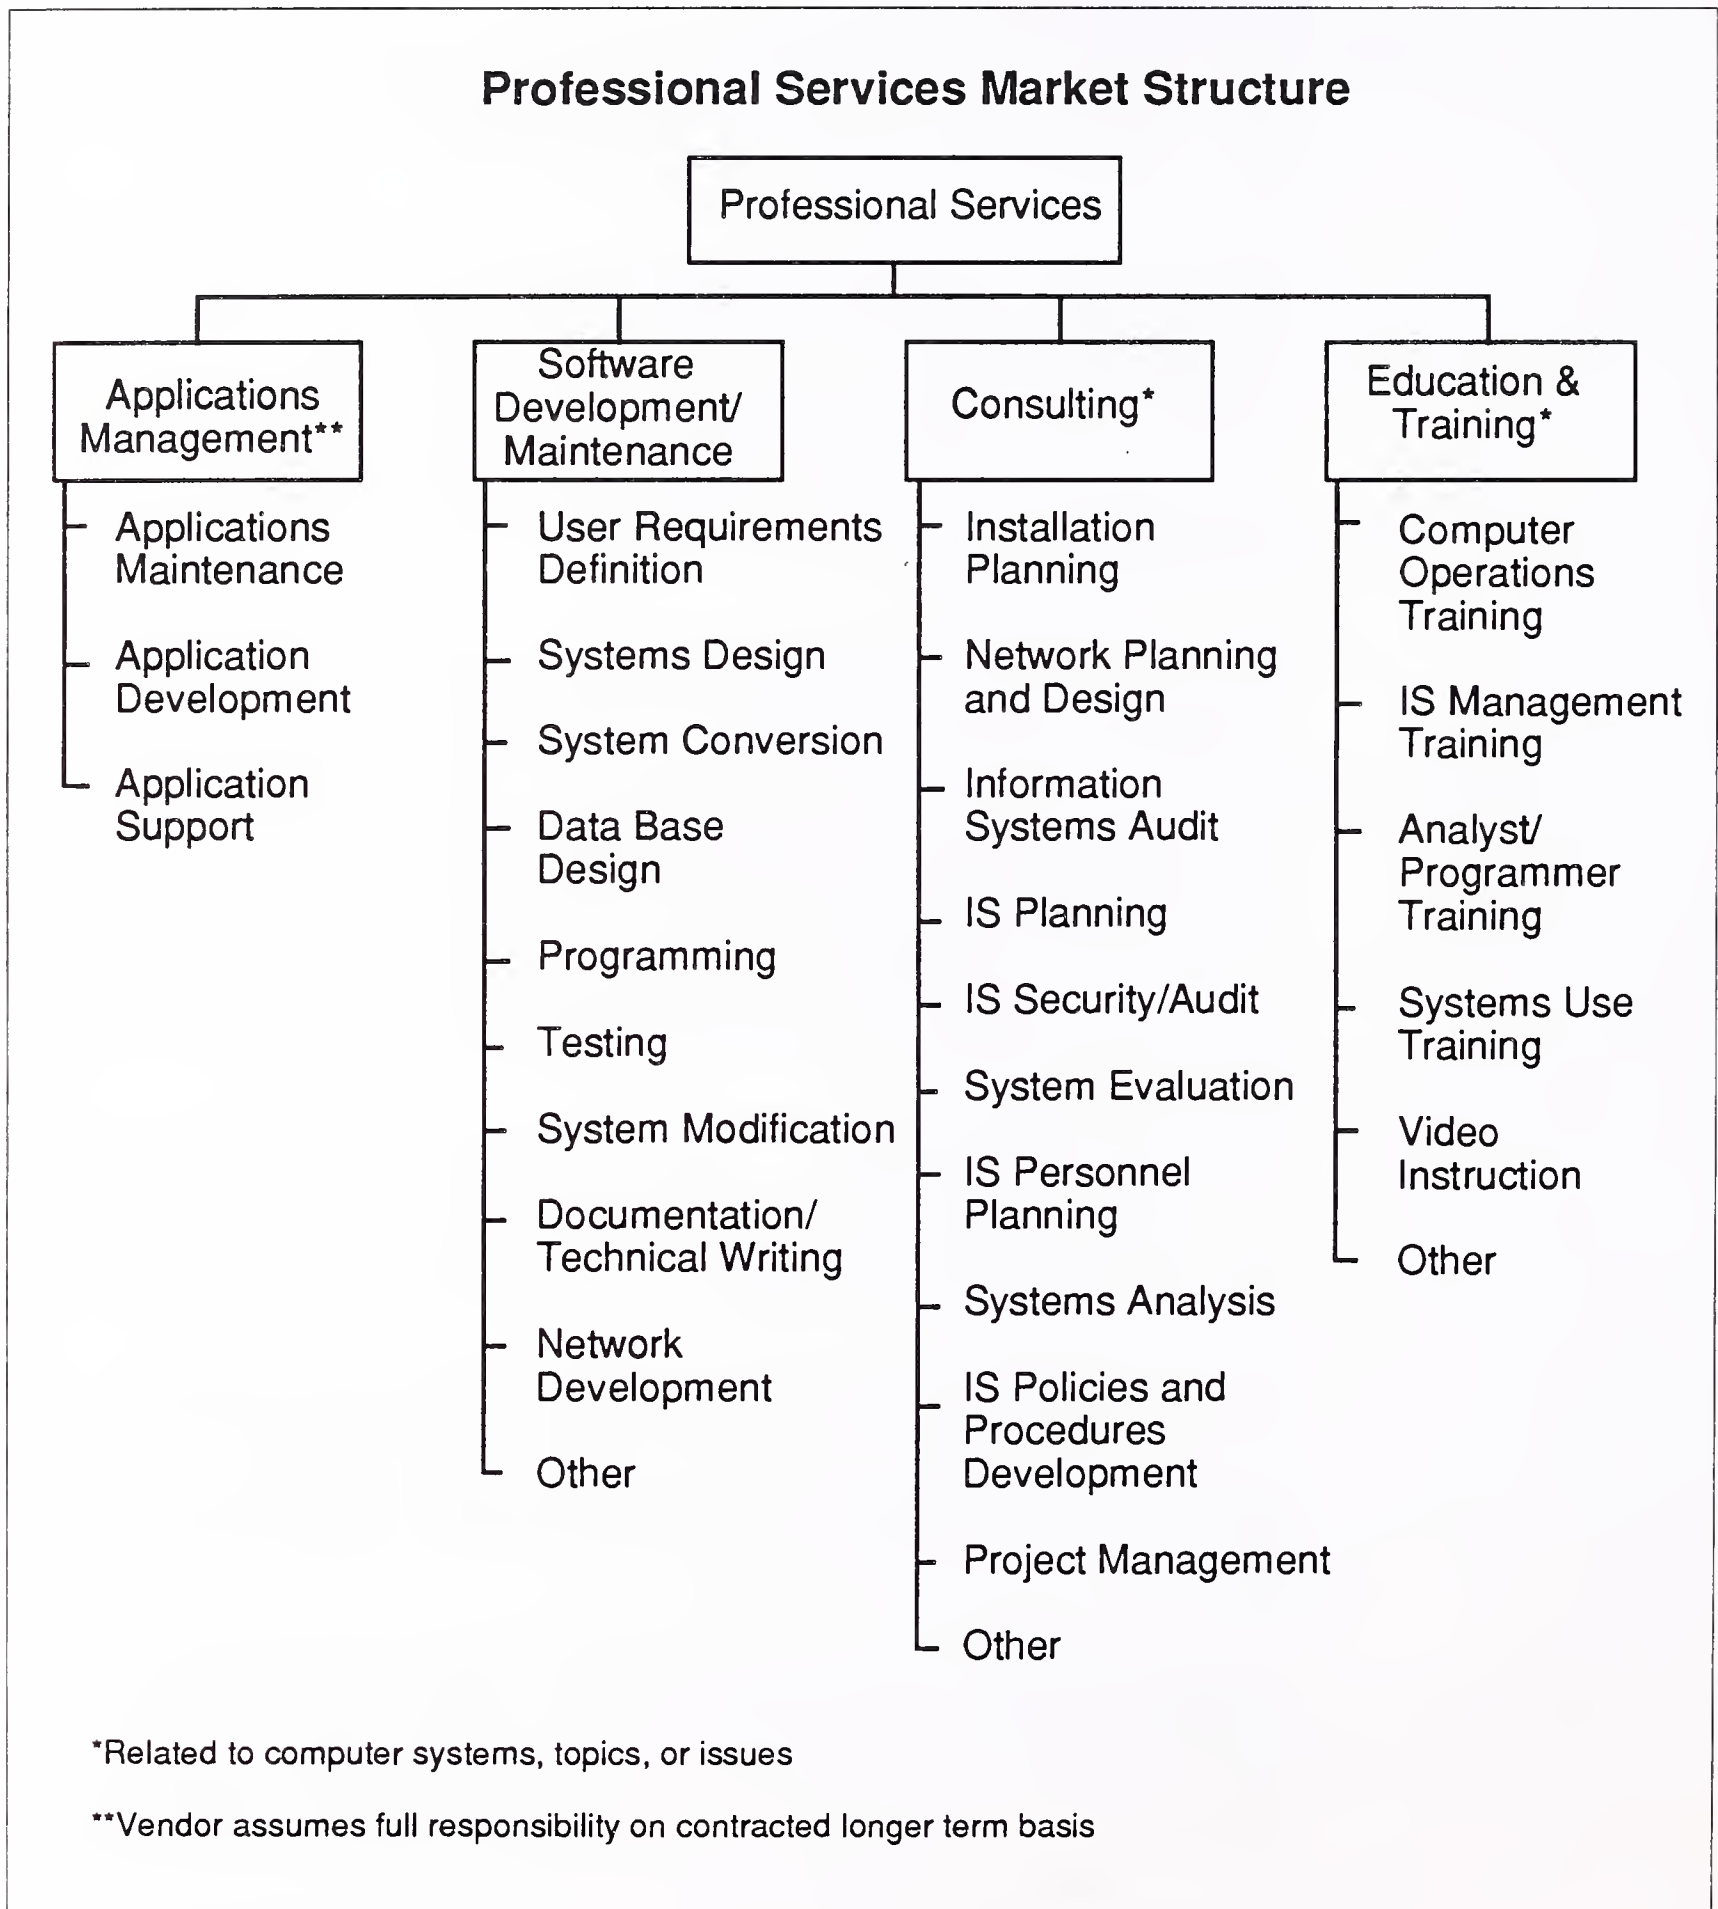 Professional Services Market Structure
Professional Services
Applications
Management**
Software
Development/
Maintenance
Consulting*
Education &
Training*
Applications
Maintenance
Application
Development
Application
Support
User Requirements
Definition
Systems Design
System Conversion
Data Base
Design
Programming
Testing
System Modification
Documentation/
Technical Writing
Network
Development
Other
Installation
Planning
Network Planning
and Design
Information
Systems Audit
IS Planning
IS Security/Audit
System Evaluation
IS Personnel
Planning
Systems Analysis
IS Policies and
Procedures
Development
Project Management
Other
Computer
Operations
Training
IS Management
Training
Analyst/
Programmer
Training
Systems Use
Training
Video
Instruction
Other
*Related to computer systems, topics, or issues
**Vendor assumes full responsibility on contracted longer term basis